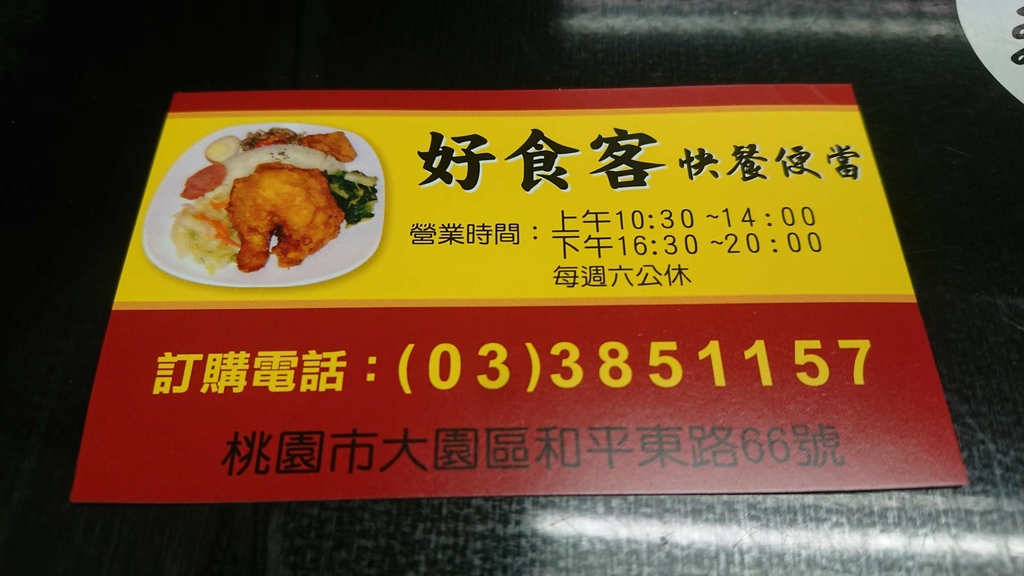 好食客 快餐便當
營業時間：上午10:30~14:00
下午16:30~20:00
每週六公休
訂購電話：(03)3851157
桃園市大園區和平東路66號